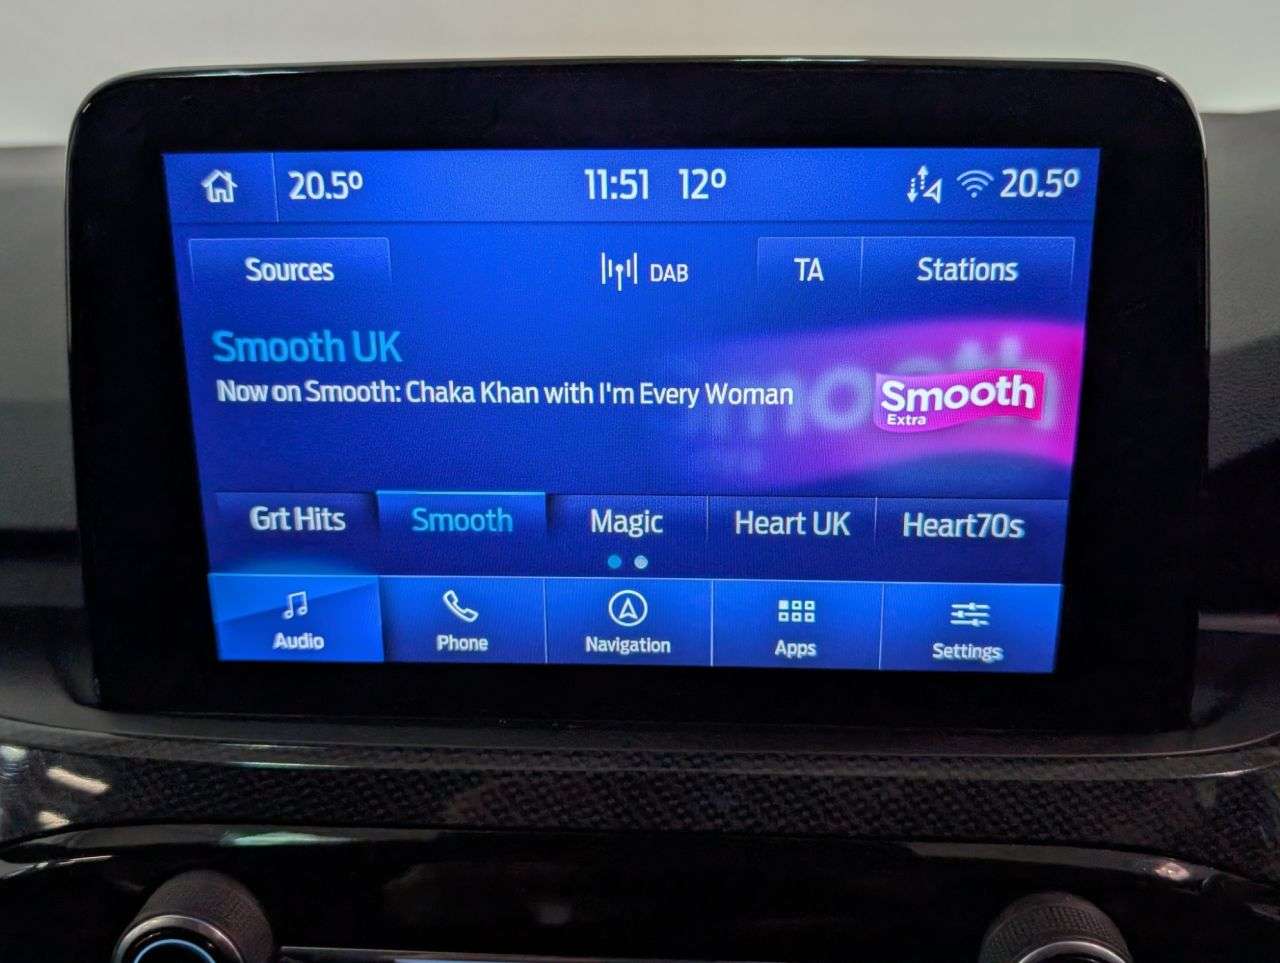 20.5º 11:51 12º 20.5º
Sources DAB TA Stations
Smooth UK
Now on Smooth: Chaka Khan with I'm Every Woman
Smooth
Extra
Grt Hits Smooth Magic Heart UK Heart70s
Audio Phone Navigation Apps Settings